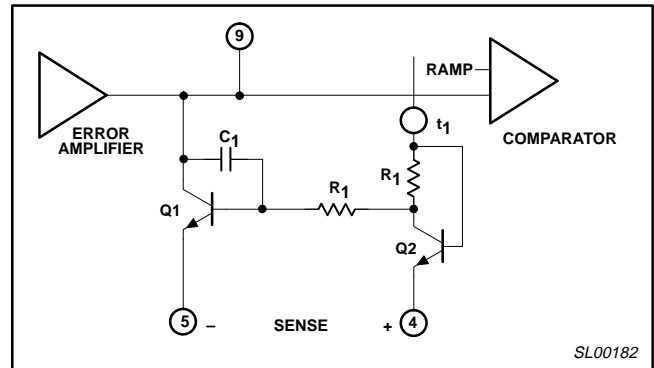 9
RAMP
t1
ERROR
AMPLIFIER
COMPARATOR
C1
R1
R1
Q1
Q2
5 – SENSE + 4
SL00182